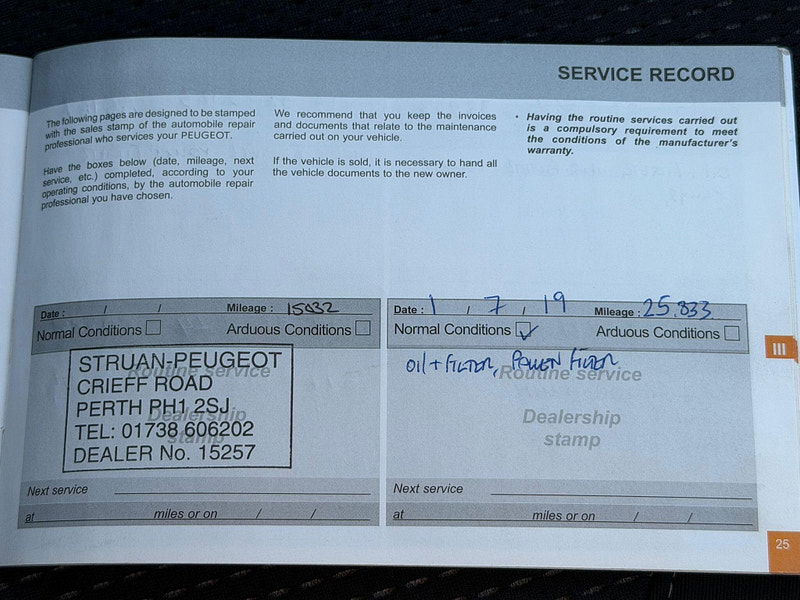 SERVICE RECORD
The following pages are designed to be stamped
with the sales stamp of the automobile repair
professional who services your PEUGEOT.
Have the boxes below (date, mileage, next
service, etc.) completed, according to your
operating conditions, by the automobile repair
professional you have chosen.
We recommend that you keep the invoices
and documents that relate to the maintenance
carried out on your vehicle.
If the vehicle is sold, it is necessary to hand all
the vehicle documents to the new owner.
• Having the routine services carried out
is a compulsory requirement to meet
the conditions of the manufacturer's
warranty.
Date : / / Mileage :
Normal Conditions Arduous Conditions
Routine service
Dealership
stamp
STRUAN-PEUGEOT
CRIEFF ROAD
PERTH PH1 2SJ
TEL: 01738 606202
DEALER No. 15257
Next service
at miles or on / /
Date : 1 / 7 / 19 Mileage : 25,833
Normal Conditions ✓ Arduous Conditions
Oil + FILTER, POLLEN FILTER
Routine service
Dealership
stamp
Next service
at miles or on / /
III
25